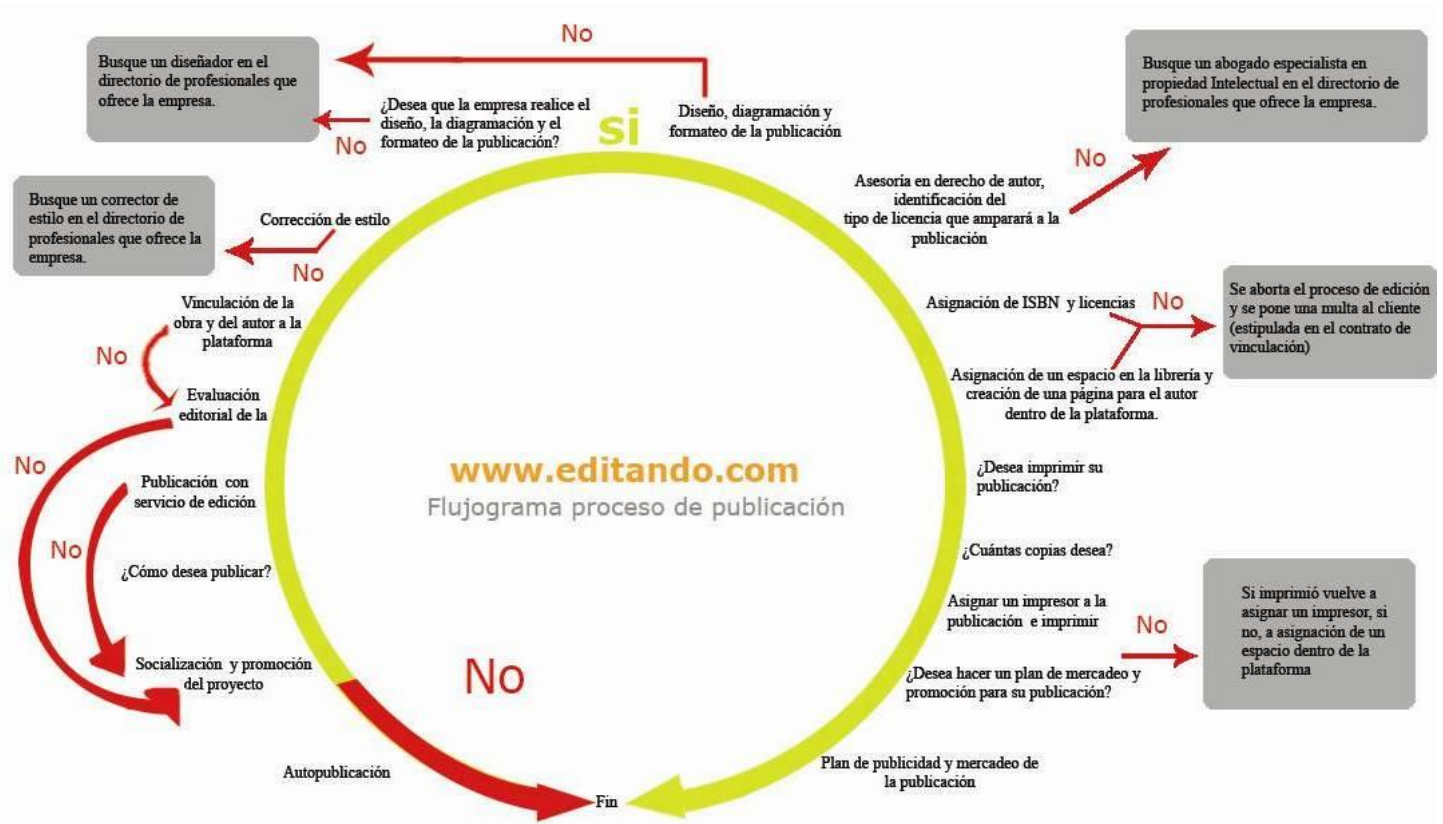 No
Busque un diseñador en el
directorio de profesionales que
ofrece la empresa.
¿Desea que la empresa realice el
diseño, la diagramación y el
formateo de la publicación?
No
si
Diseño, diagramación y
formateo de la publicación
Busque un abogado especialista en
propiedad Intelectual en el directorio de
profesionales que ofrece la empresa.
No
Asesoría en derecho de autor,
identificación del
tipo de licencia que amparará a la
publicación
Busque un corrector de
estilo en el directorio de
profesionales que ofrece la
empresa.
Corrección de estilo
No
Vinculación de la
obra y del autor a la
plataforma
No
Asignación de ISBN y licencias
No
Se aborta el proceso de edición
y se pone una multa al cliente
(estipulada en el contrato de
vinculación)
Evaluación
editorial de la
Asignación de un espacio en la librería y
creación de una página para el autor
dentro de la plataforma.
No
Publicación con
servicio de edición
www.editando.com
Flujograma proceso de publicación
¿Desea imprimir su
publicación?
No
¿Cómo desea publicar?
¿Cuántas copias desea?
Asignar un impresor a la
publicación e imprimir
No
Si imprimió vuelve a
asignar un impresor, si
no, a asignación de un
espacio dentro de la
plataforma
Socialización y promoción
del proyecto
No
¿Desea hacer un plan de mercadeo y
promoción para su publicación?
Autopublicación
Plan de publicidad y mercadeo de
la publicación
Fin